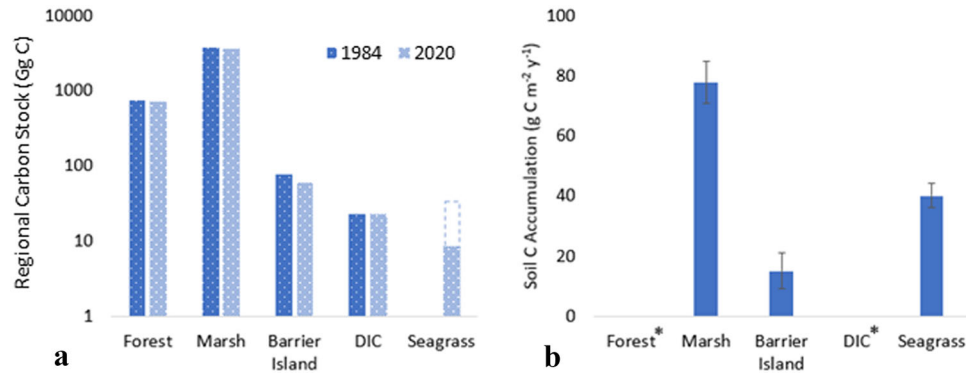 Regional Carbon Stock (Gg C)
10000
1000
100
10
1
1984 2020
Forest Marsh Barrier Island DIC Seagrass
a
Soil C Accumulation (g C m⁻² y⁻¹)
100
80
60
40
20
0
Forest* Marsh Barrier Island DIC* Seagrass
b